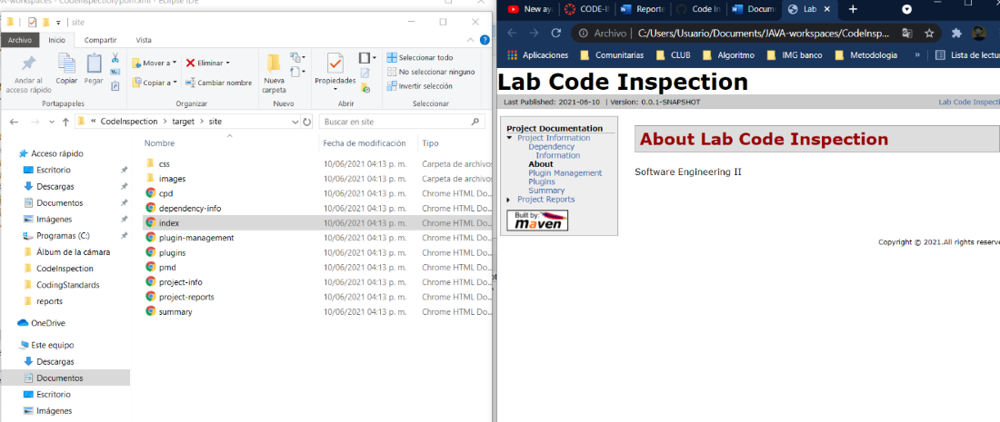 CodeInspection/pom.xml - Eclipse IDE
site
Archivo Inicio Compartir Vista
Anclar al acceso rápido
Copiar
Pegar
Mover a
Copiar a
Eliminar
Cambiar nombre
Nueva carpeta
Propiedades
Seleccionar todo
No seleccionar ninguno
Invertir selección
Portapapeles Organizar Nuevo Abrir Seleccionar
« CodeInspection › target › site
Buscar en site
Nombre Fecha de modificación Tipo
Acceso rápido
Escritorio
Descargas
Documentos
Imágenes
Programas (C:)
Álbum de la cámara
CodeInspection
CodingStandards
reports
OneDrive
Este equipo
Descargas
Documentos
Escritorio
Imágenes
css 10/06/2021 04:13 p. m. Carpeta de archivos
images 10/06/2021 04:13 p. m. Carpeta de archivos
cpd 10/06/2021 04:13 p. m. Chrome HTML Do...
dependency-info 10/06/2021 04:13 p. m. Chrome HTML Do...
index 10/06/2021 04:13 p. m. Chrome HTML Do...
plugin-management 10/06/2021 04:13 p. m. Chrome HTML Do...
plugins 10/06/2021 04:13 p. m. Chrome HTML Do...
pmd 10/06/2021 04:13 p. m. Chrome HTML Do...
project-info 10/06/2021 04:13 p. m. Chrome HTML Do...
project-reports 10/06/2021 04:13 p. m. Chrome HTML Do...
summary 10/06/2021 04:13 p. m. Chrome HTML Do...
New ay CODE-I Reporte Code In Docume Lab
Archivo | C:/Users/Usuario/Documents/JAVA-workspaces/CodeInsp...
Aplicaciones Comunitarias CLUB Algoritmo IMG banco Metodologia » Lista de lectu
Lab Code Inspection
Last Published: 2021-06-10 | Version: 0.0.1-SNAPSHOT
Lab Code Inspecti
Project Documentation
Project Information
Dependency
Information
About
Plugin Management
Plugins
Summary
Project Reports
Built by:
maven
About Lab Code Inspection
Software Engineering II
Copyright © 2021.All rights reserve